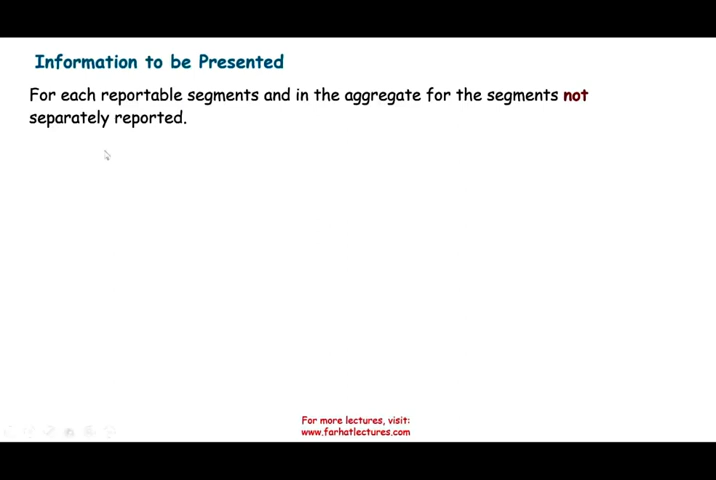 Information to be Presented
For each reportable segments and in the aggregate for the segments not
separately reported.
For more lectures, visit:
www.farhatlectures.com